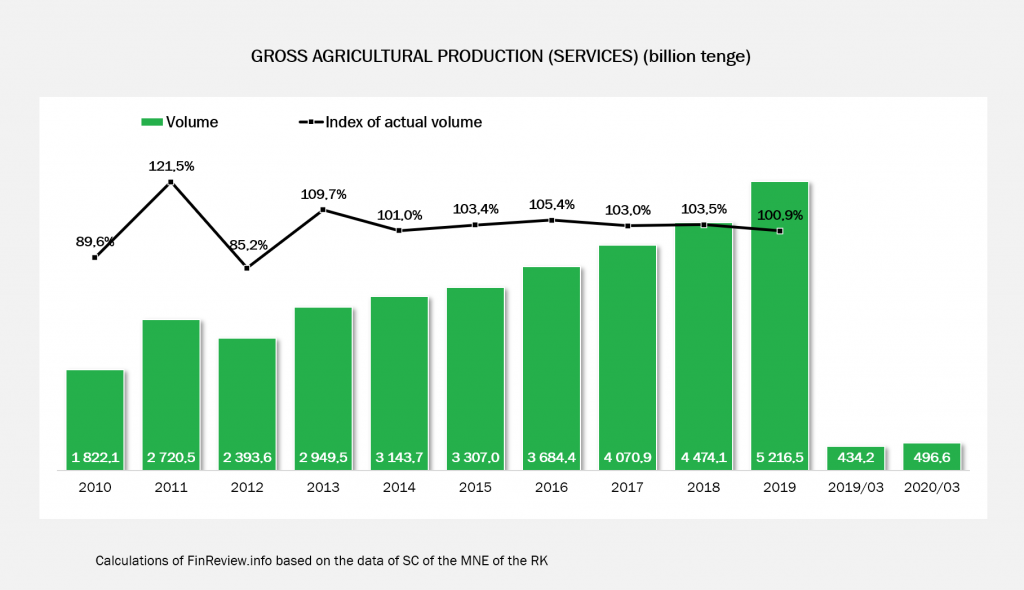 GROSS AGRICULTURAL PRODUCTION (SERVICES) (billion tenge)
Volume Index of actual volume
121,5%
109,7%
105,4%
103,4% 103,0% 103,5%
101,0% 100,9%
89,6% 85,2%
1 822,1 2 720,5 2 393,6 2 949,5 3 143,7 3 307,0 3 684,4 4 070,9 4 474,1 5 216,5 434,2 496,6
2010 2011 2012 2013 2014 2015 2016 2017 2018 2019 2019/03 2020/03
Calculations of FinReview.info based on the data of SC of the MNE of the RK